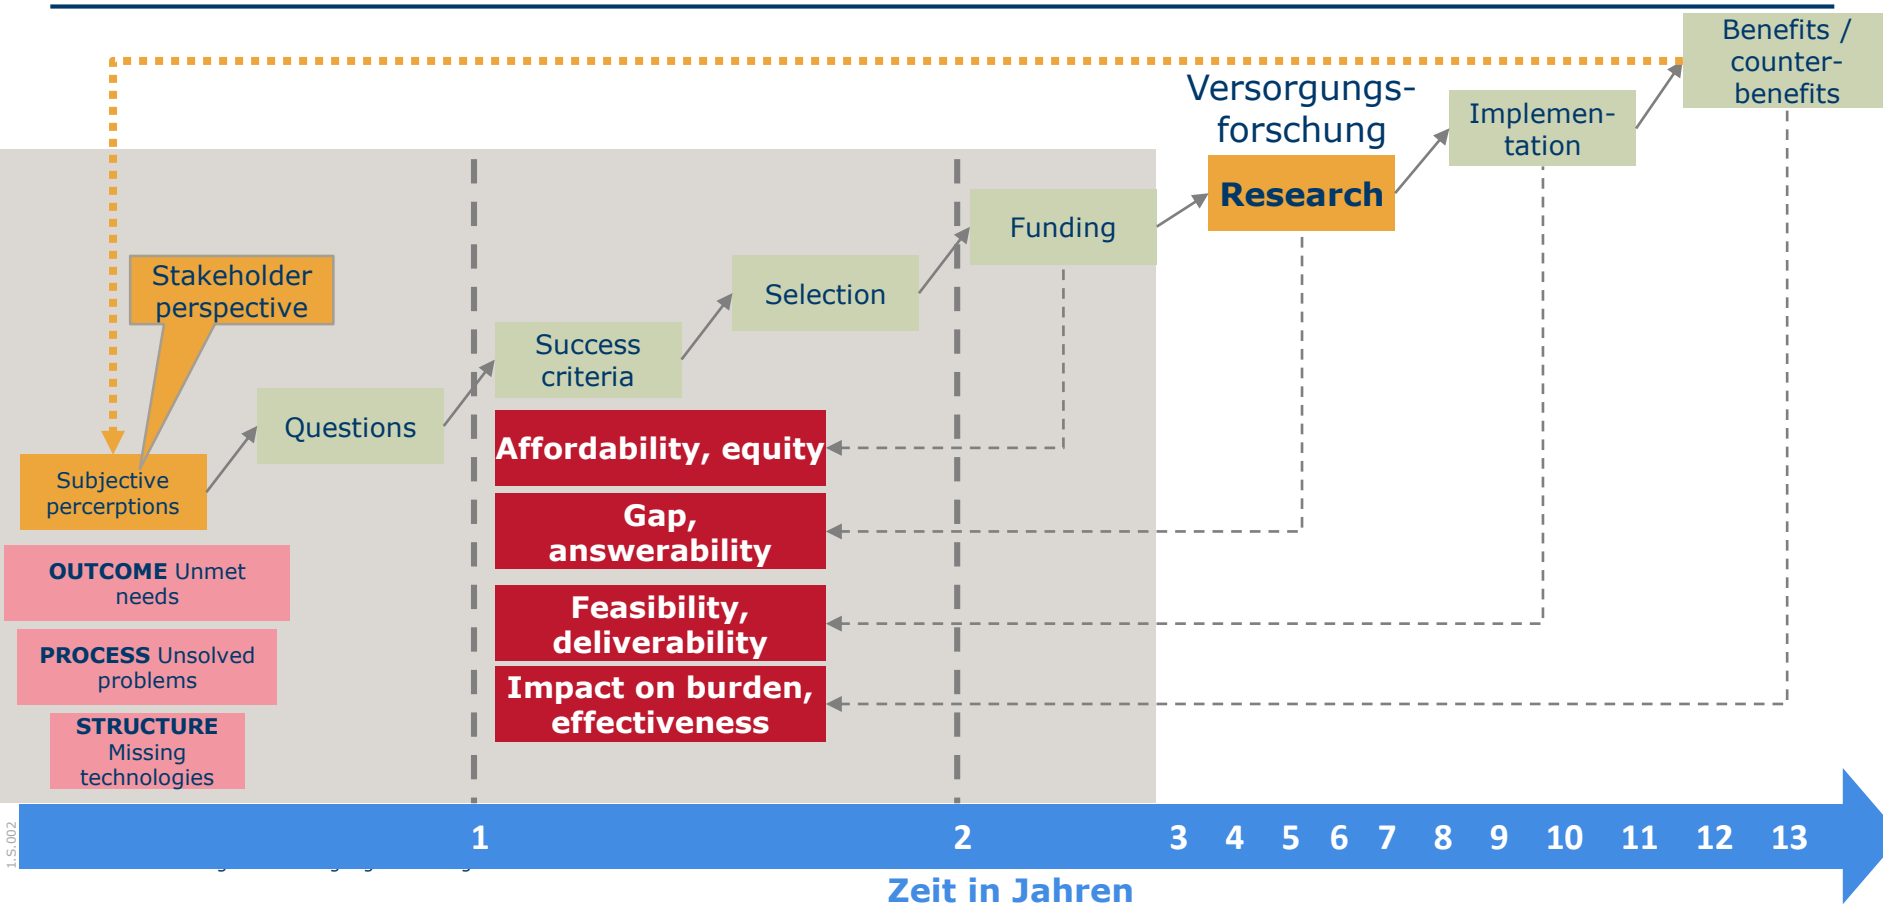 Benefits /
counter-
benefits
Versorgungs-
forschung
Implemen-
tation
Research
Funding
Stakeholder
perspective
Selection
Success
criteria
Questions
Subjective
percerptions
Affordability, equity
Gap,
answerability
OUTCOME Unmet
needs
Feasibility,
deliverability
PROCESS Unsolved
problems
Impact on burden,
effectiveness
STRUCTURE
Missing
technologies
1.S.002
1 2 3 4 5 6 7 8 9 10 11 12 13
Zeit in Jahren